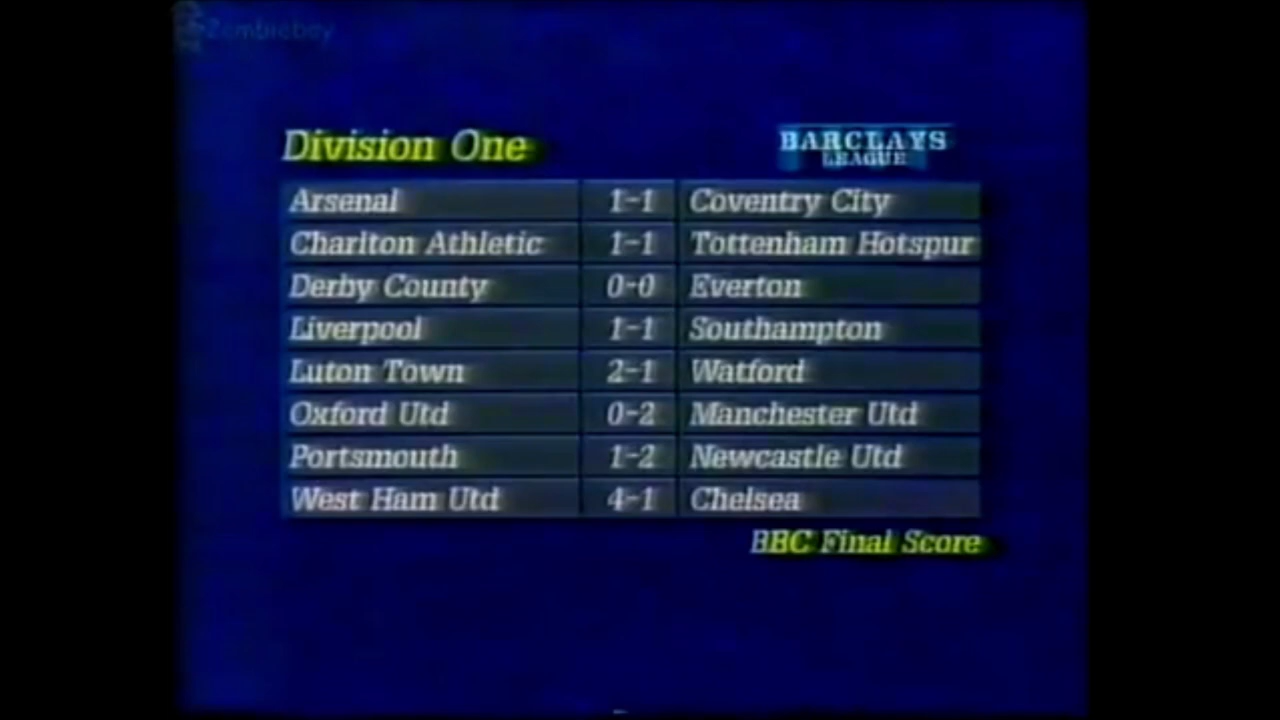 Zembleboy
Division One
BARCLAYS
LEAGUE
Arsenal 1-1 Coventry City
Charlton Athletic 1-1 Tottenham Hotspur
Derby County 0-0 Everton
Liverpool 1-1 Southampton
Luton Town 2-1 Watford
Oxford Utd 0-2 Manchester Utd
Portsmouth 1-2 Newcastle Utd
West Ham Utd 4-1 Chelsea
BBC Final Score